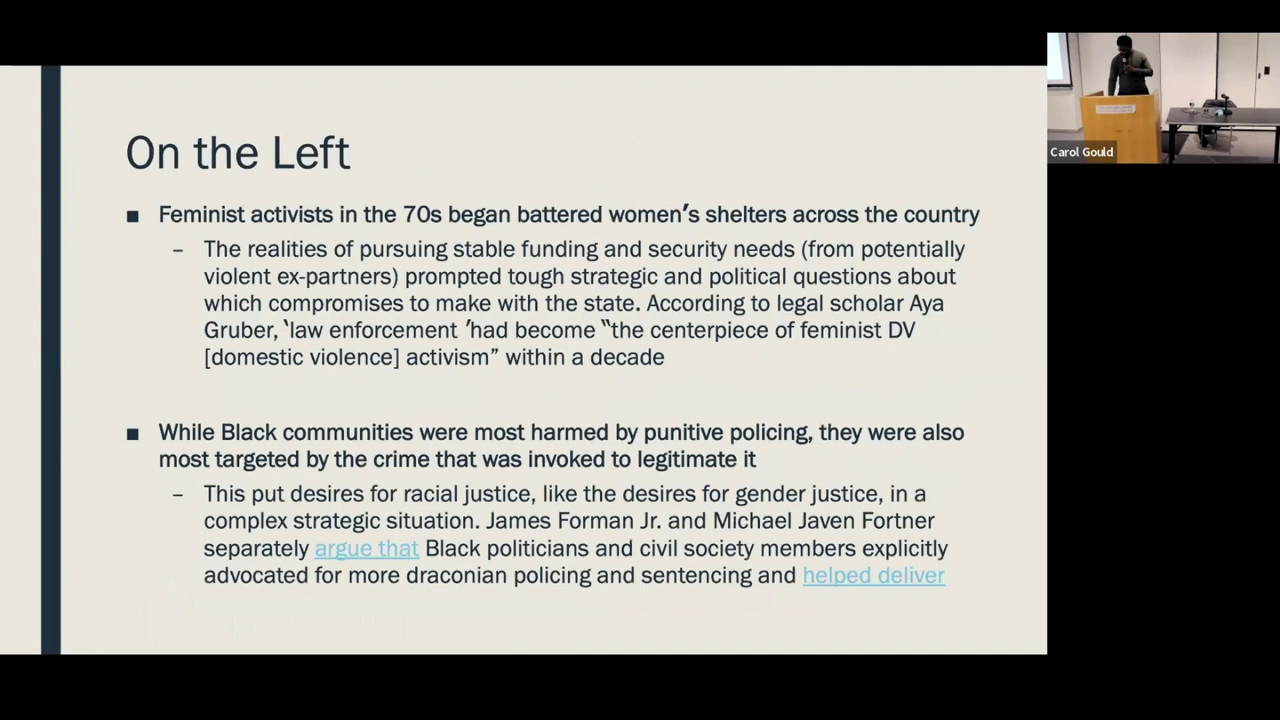 On the Left
■ Feminist activists in the 70s began battered women′s shelters across the country
– The realities of pursuing stable funding and security needs (from potentially
violent ex-partners) prompted tough strategic and political questions about
which compromises to make with the state. According to legal scholar Aya
Gruber, ‵law enforcement ′had become ‶the centerpiece of feminist DV
[domestic violence] activism” within a decade
■ While Black communities were most harmed by punitive policing, they were also
most targeted by the crime that was invoked to legitimate it
– This put desires for racial justice, like the desires for gender justice, in a
complex strategic situation. James Forman Jr. and Michael Javen Fortner
separately argue that Black politicians and civil society members explicitly
advocated for more draconian policing and sentencing and helped deliver
Carol Gould